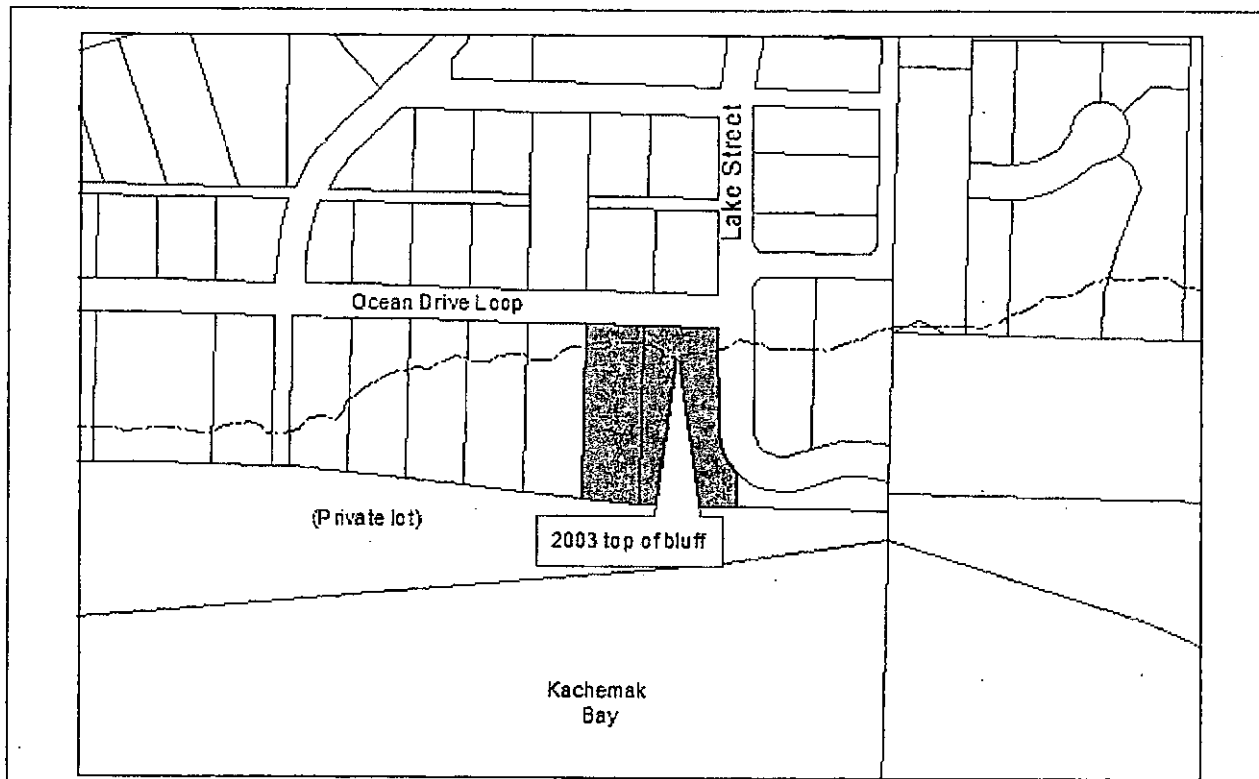 Lake Street
Ocean Drive Loop
(Private lot)
2003 top of bluff
Kachemak
Bay